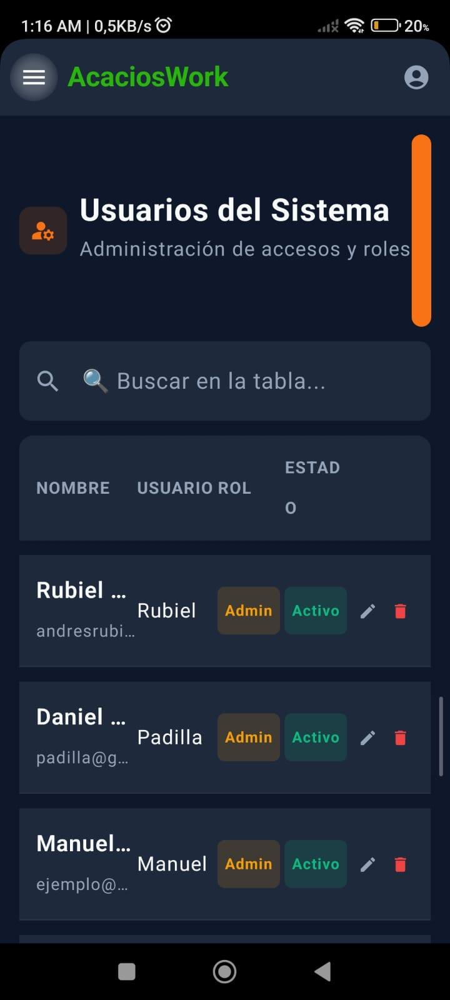 1:16 AM | 0,5KB/s
20%
AcaciosWork
Usuarios del Sistema
Administración de accesos y roles
Buscar en la tabla...
NOMBRE USUARIO ROL ESTAD
O
Rubiel ...
andresrubi...
Rubiel Admin Activo
Daniel ...
padilla@g...
Padilla Admin Activo
Manuel...
ejemplo@...
Manuel Admin Activo